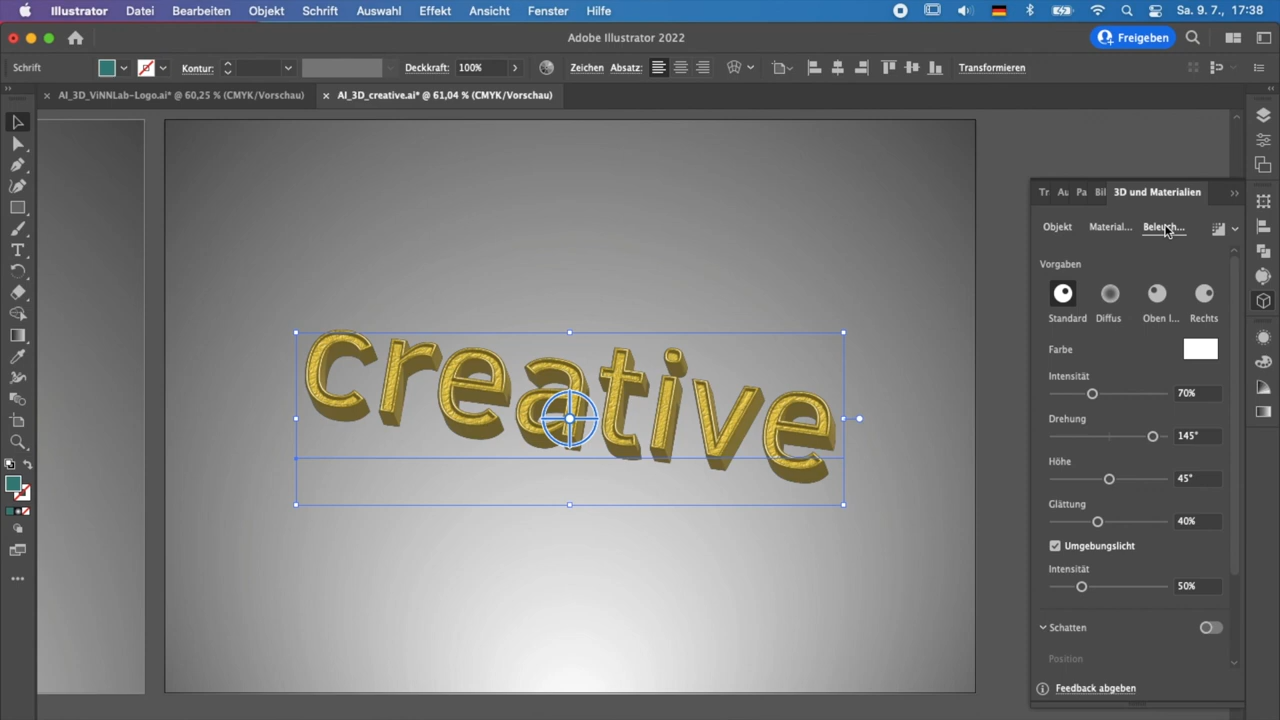 Illustrator Datei Bearbeiten Objekt Schrift Auswahl Effekt Ansicht Fenster Hilfe Sa. 9. 7., 17:38
Adobe Illustrator 2022 Freigeben
Schrift Kontur: Deckkraft: 100% Zeichen Absatz: Transformieren
AI_3D_ViNNLab-Logo.ai* @ 60,25 % (CMYK/Vorschau) AI_3D_creative.ai* @ 61,04 % (CMYK/Vorschau)
creative
Tr Au Pa Bil 3D und Materialien
Objekt Material... Beleuch...
Vorgaben
Standard Diffus Oben l... Rechts
Farbe
Intensität
70%
Drehung
145°
Höhe
45°
Glättung
40%
Umgebungslicht
Intensität
50%
Schatten
Position
Feedback abgeben